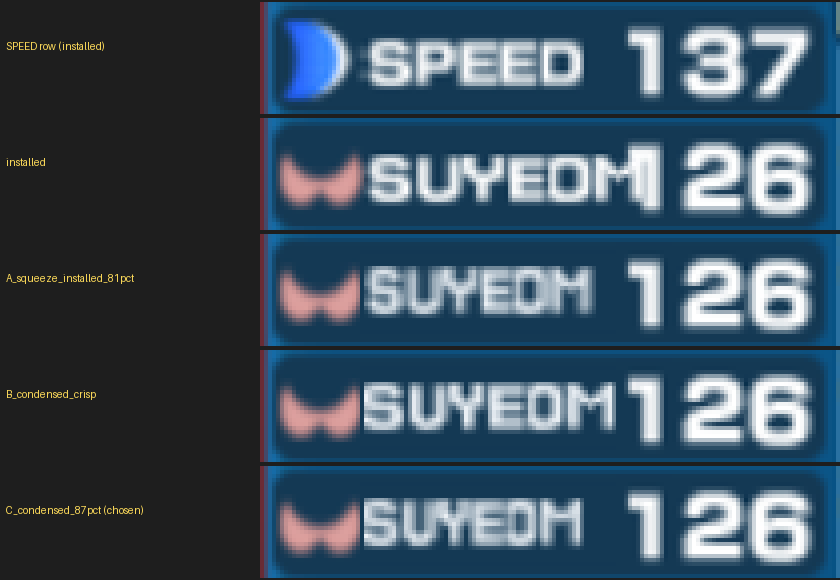 SPEED row (installed) SPEED 137
installed SUYEOM 126
A_squeeze_installed_81pct SUYEOM 126
B_condensed_crisp SUYEOM 126
C_condensed_87pct (chosen) SUYEOM 126